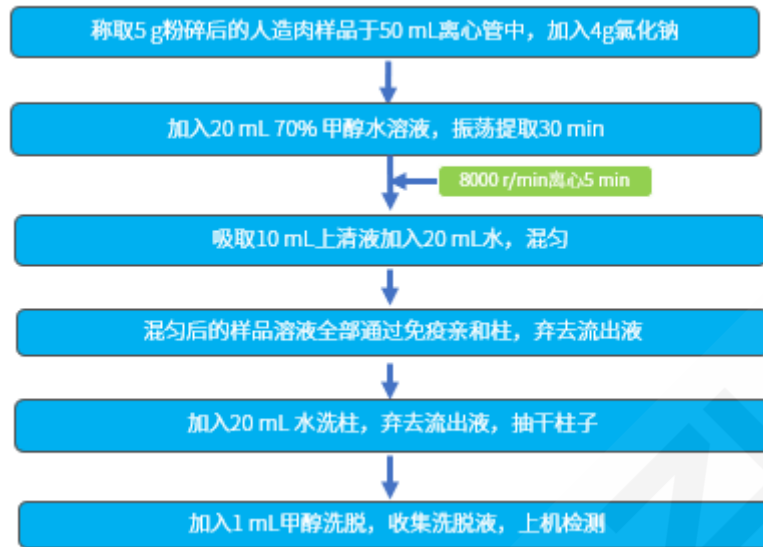 称取5 g粉碎后的人造肉样品于50 mL离心管中，加入4g氯化钠
加入20 mL 70% 甲醇水溶液，振荡提取30 min
8000 r/min离心5 min
吸取10 mL上清液加入20 mL水，混匀
混匀后的样品溶液全部通过免疫亲和柱，弃去流出液
加入20 mL 水洗柱，弃去流出液，抽干柱子
加入1 mL甲醇洗脱，收集洗脱液，上机检测